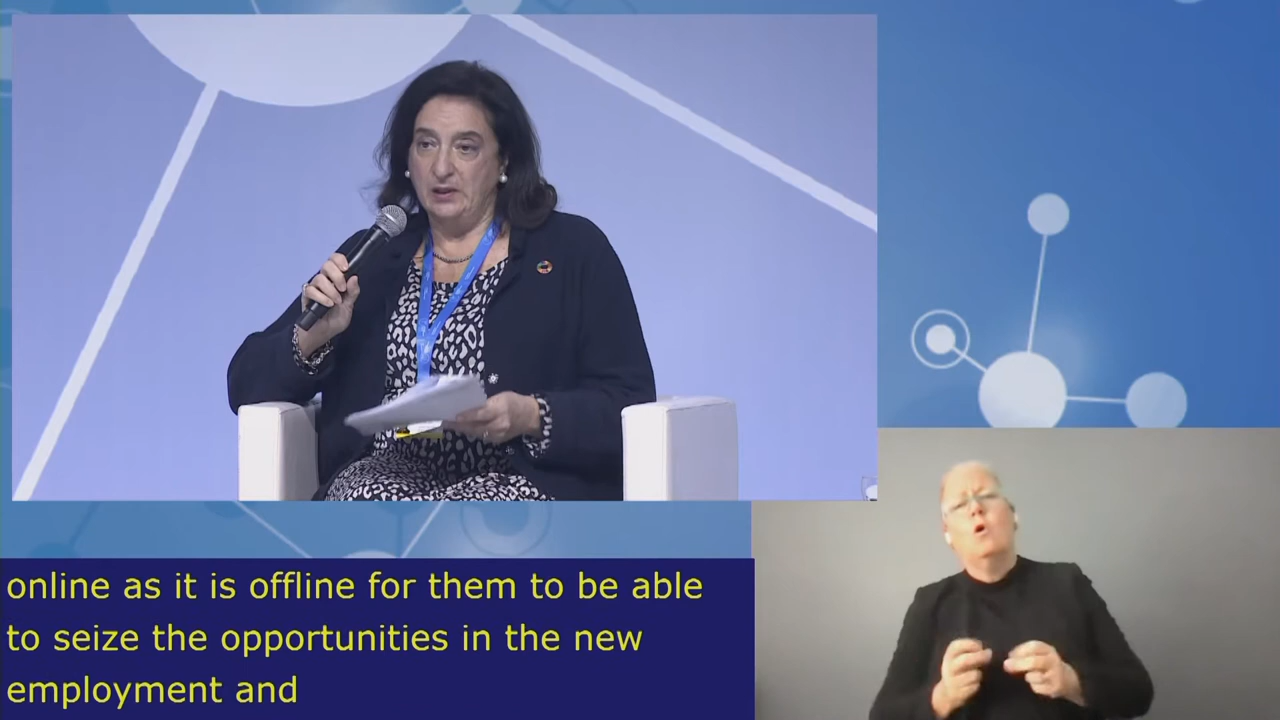 online as it is offline for them to be able
to seize the opportunities in the new
employment and